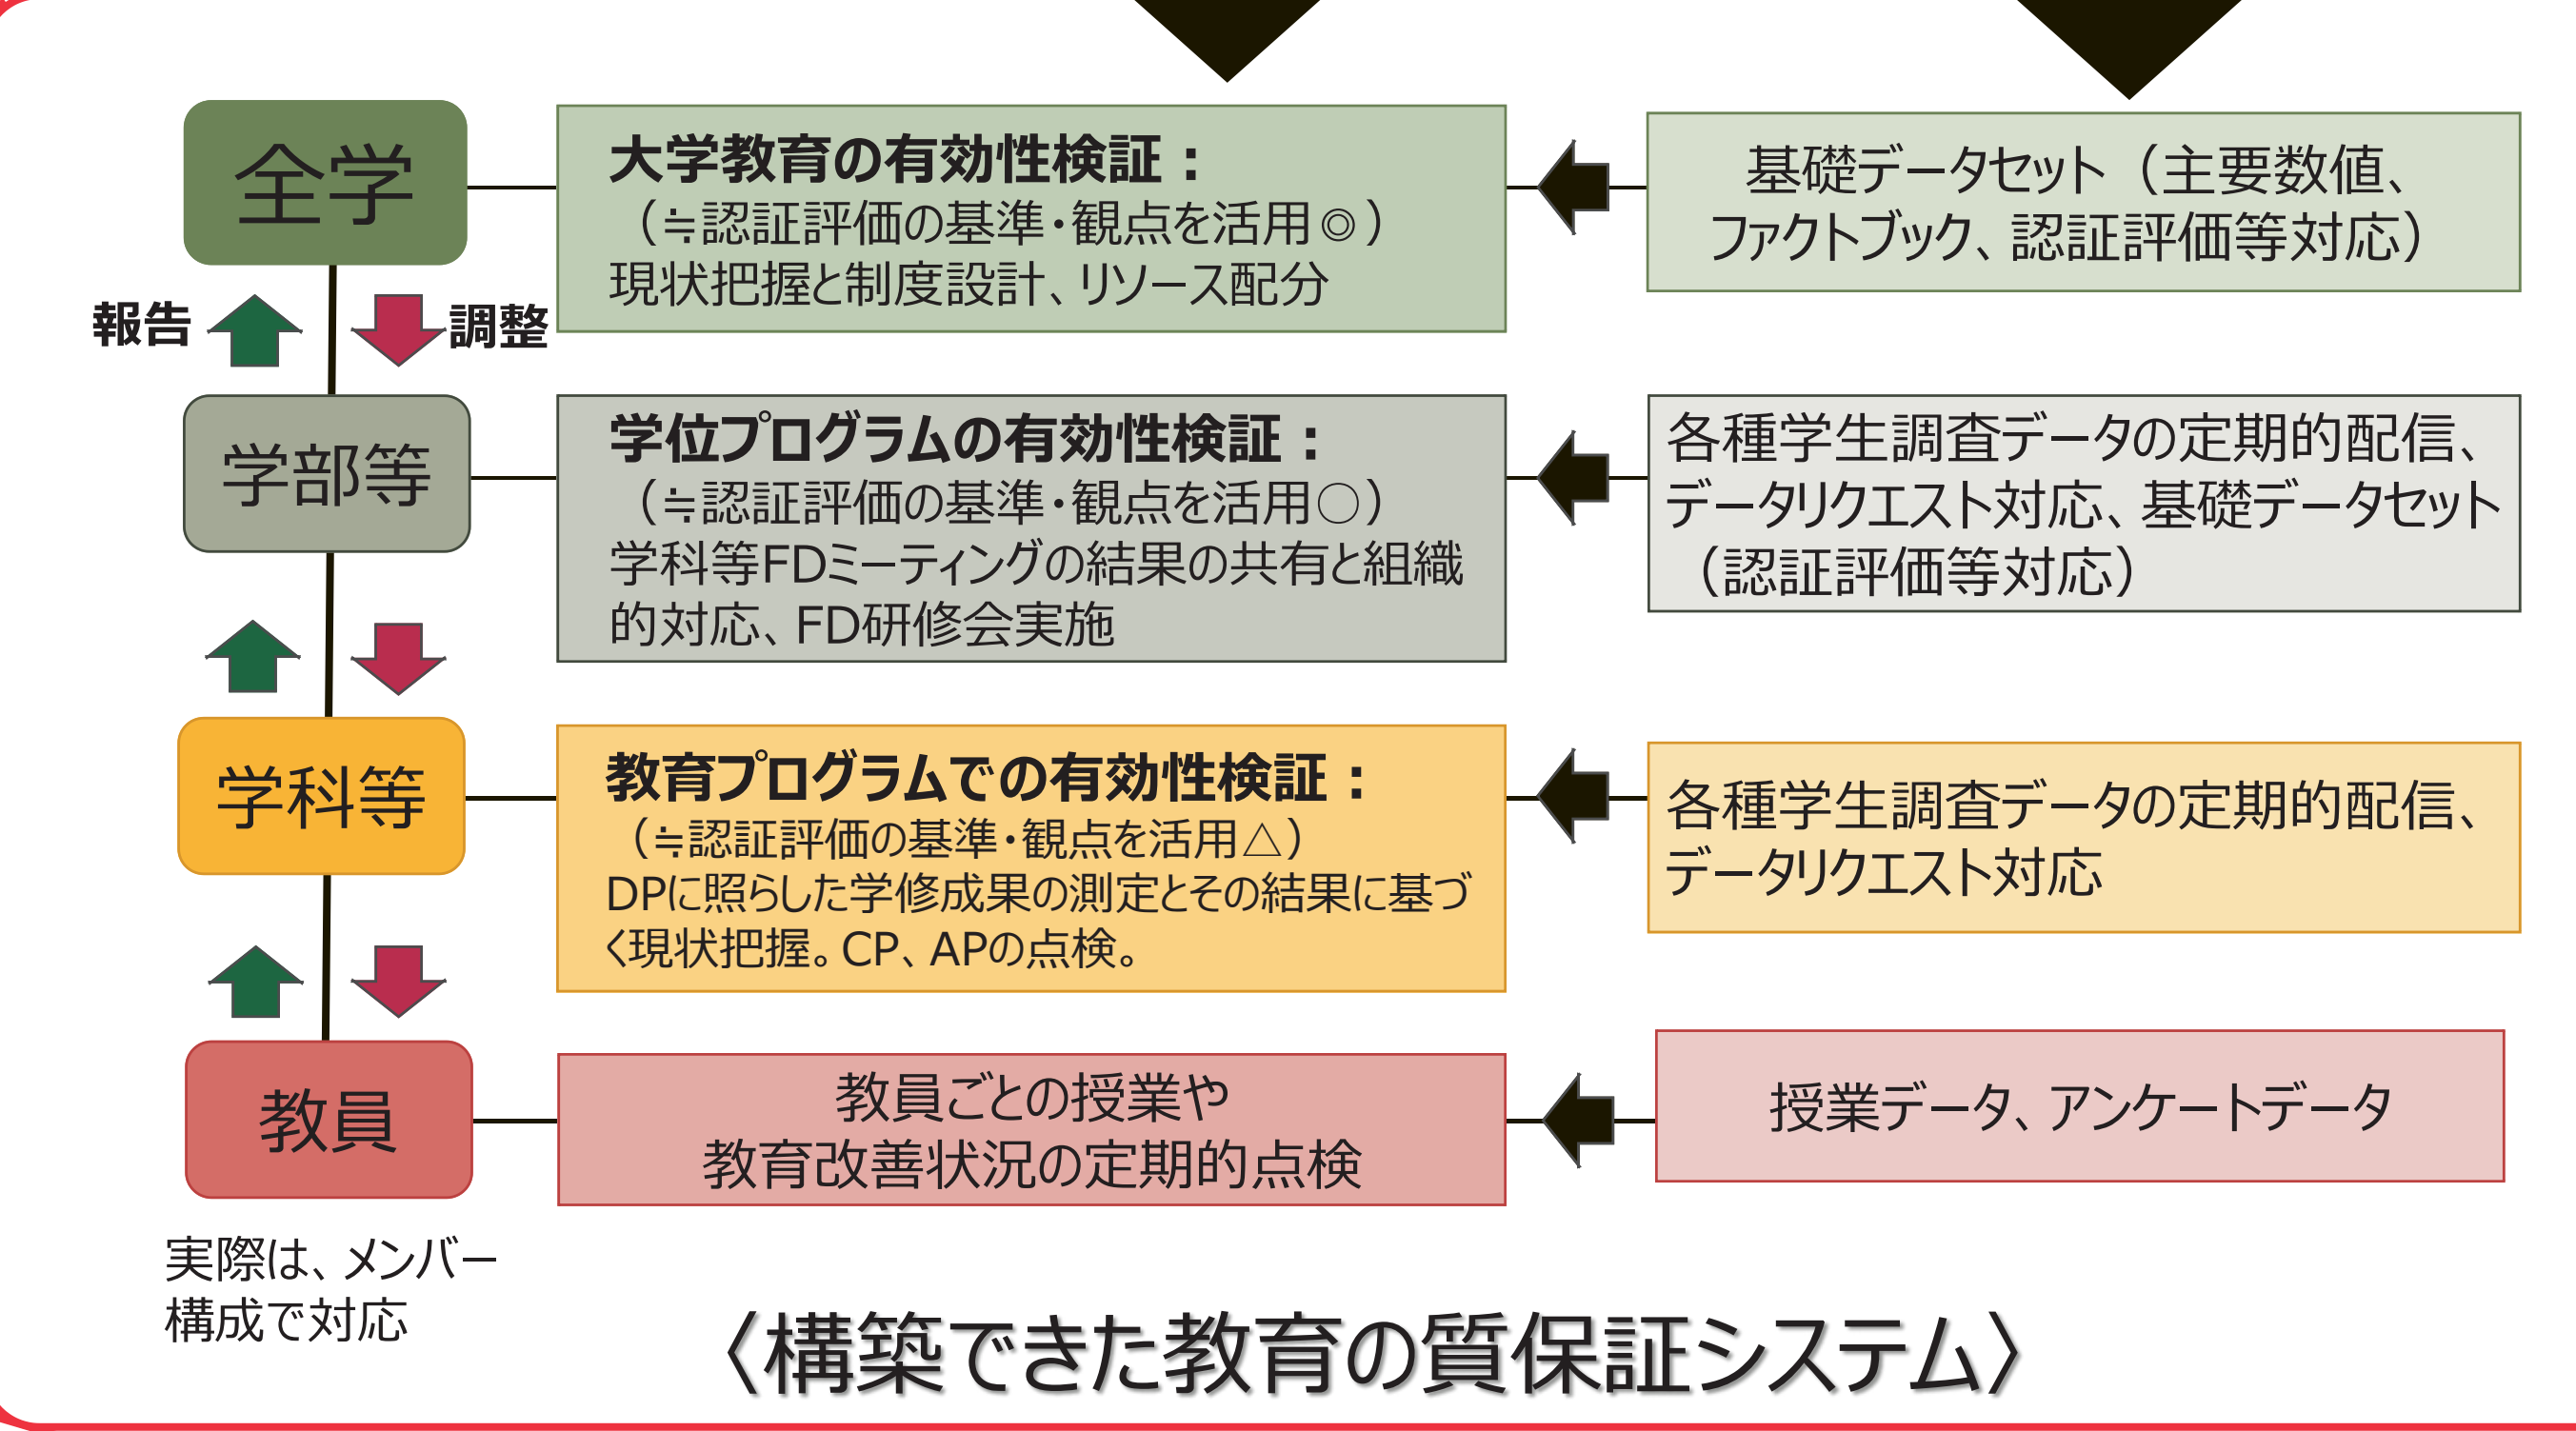 全学
大学教育の有効性検証：
（≒認証評価の基準・観点を活用◎）
現状把握と制度設計、リソース配分
基礎データセット（主要数値、
ファクトブック、認証評価等対応）
報告
調整
学部等
学位プログラムの有効性検証：
（≒認証評価の基準・観点を活用○）
学科等FDミーティングの結果の共有と組織
的対応、FD研修会実施
各種学生調査データの定期的配信、
データリクエスト対応、基礎データセット
（認証評価等対応）
学科等
教育プログラムでの有効性検証：
（≒認証評価の基準・観点を活用△）
DPに照らした学修成果の測定とその結果に基づ
く現状把握。CP、APの点検。
各種学生調査データの定期的配信、
データリクエスト対応
教員
教員ごとの授業や
教育改善状況の定期的点検
授業データ、アンケートデータ
実際は、メンバー
構成で対応
〈構築できた教育の質保証システム〉